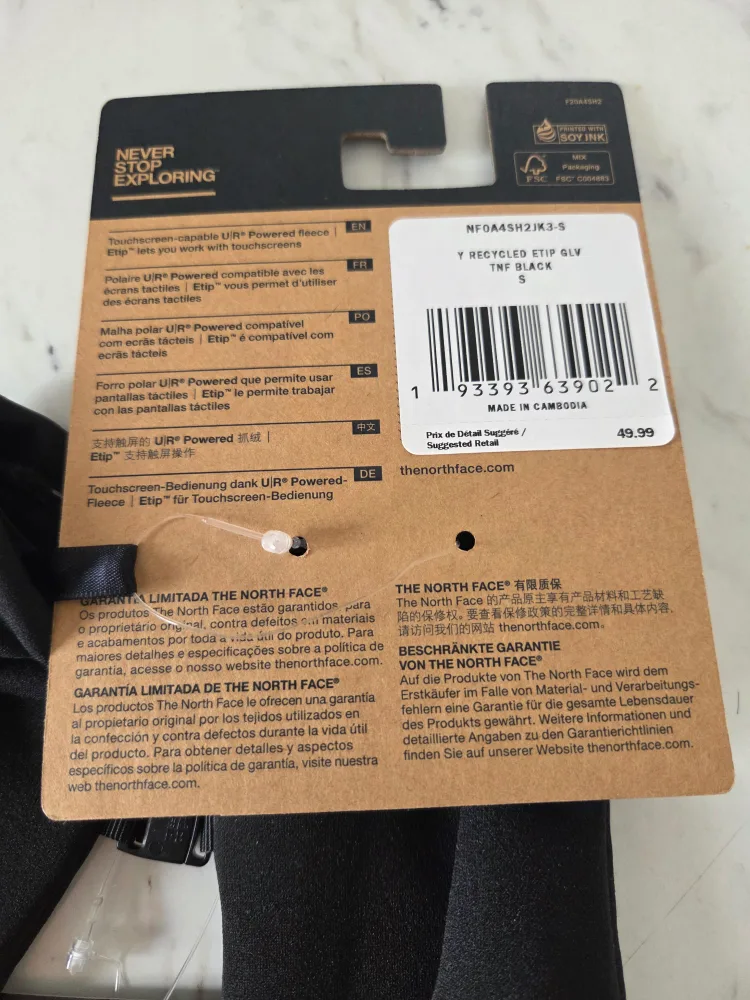 F20A4SH2
PRINTED WITH
SOY INK
FSC
MIX
Packaging
FSC® C004693
NEVER
STOP
EXPLORING™
EN
Touchscreen-capable U|R® Powered fleece |
Etip™ lets you work with touchscreens
FR
Polaire U|R® Powered compatible avec les
écrans tactiles | Etip™ vous permet d'utiliser
des écrans tactiles
PO
Malha polar U|R® Powered compatível
com ecrãs tácteis | Etip™ é compatível com
ecrãs tácteis
ES
Forro polar U|R® Powered que permite usar
pantallas táctiles | Etip™ le permite trabajar
con las pantallas táctiles
中文
支持触屏的 U|R® Powered 抓绒 |
Etip™ 支持触屏操作
DE
Touchscreen-Bedienung dank U|R® Powered-
Fleece | Etip™ für Touchscreen-Bedienung
NF0A4SH2JK3-S
Y RECYCLED ETIP GLV
TNF BLACK
S
1 93393 63902 2
MADE IN CAMBODIA
Prix de Détail Suggéré /
Suggested Retail
49.99
thenorthface.com
GARANTIA LIMITADA THE NORTH FACE®
Os produtos The North Face estão garantidos, para
o proprietário original, contra defeitos em materiais
e acabamentos por toda a vida útil do produto. Para
maiores detalhes e especificações sobre a política de
garantia, acesse o nosso website thenorthface.com.
GARANTÍA LIMITADA DE THE NORTH FACE®
Los productos The North Face le ofrecen una garantía
al propietario original por los tejidos utilizados en
la confección y contra defectos durante la vida útil
del producto. Para obtener detalles y aspectos
específicos sobre la política de garantía, visite nuestra
web thenorthface.com.
THE NORTH FACE® 有限质保
The North Face 的产品原主享有产品材料和工艺缺
陷的保修权。要查看保修政策的完整详情和具体内容,
请访问我们的网站 thenorthface.com。
BESCHRÄNKTE GARANTIE
VON THE NORTH FACE®
Auf die Produkte von The North Face wird dem
Erstkäufer im Falle von Material- und Verarbeitungs-
fehlern eine Garantie für die gesamte Lebensdauer
des Produkts gewährt. Weitere Informationen und
detaillierte Angaben zu den Garantierichtlinien
finden Sie auf unserer Website thenorthface.com.